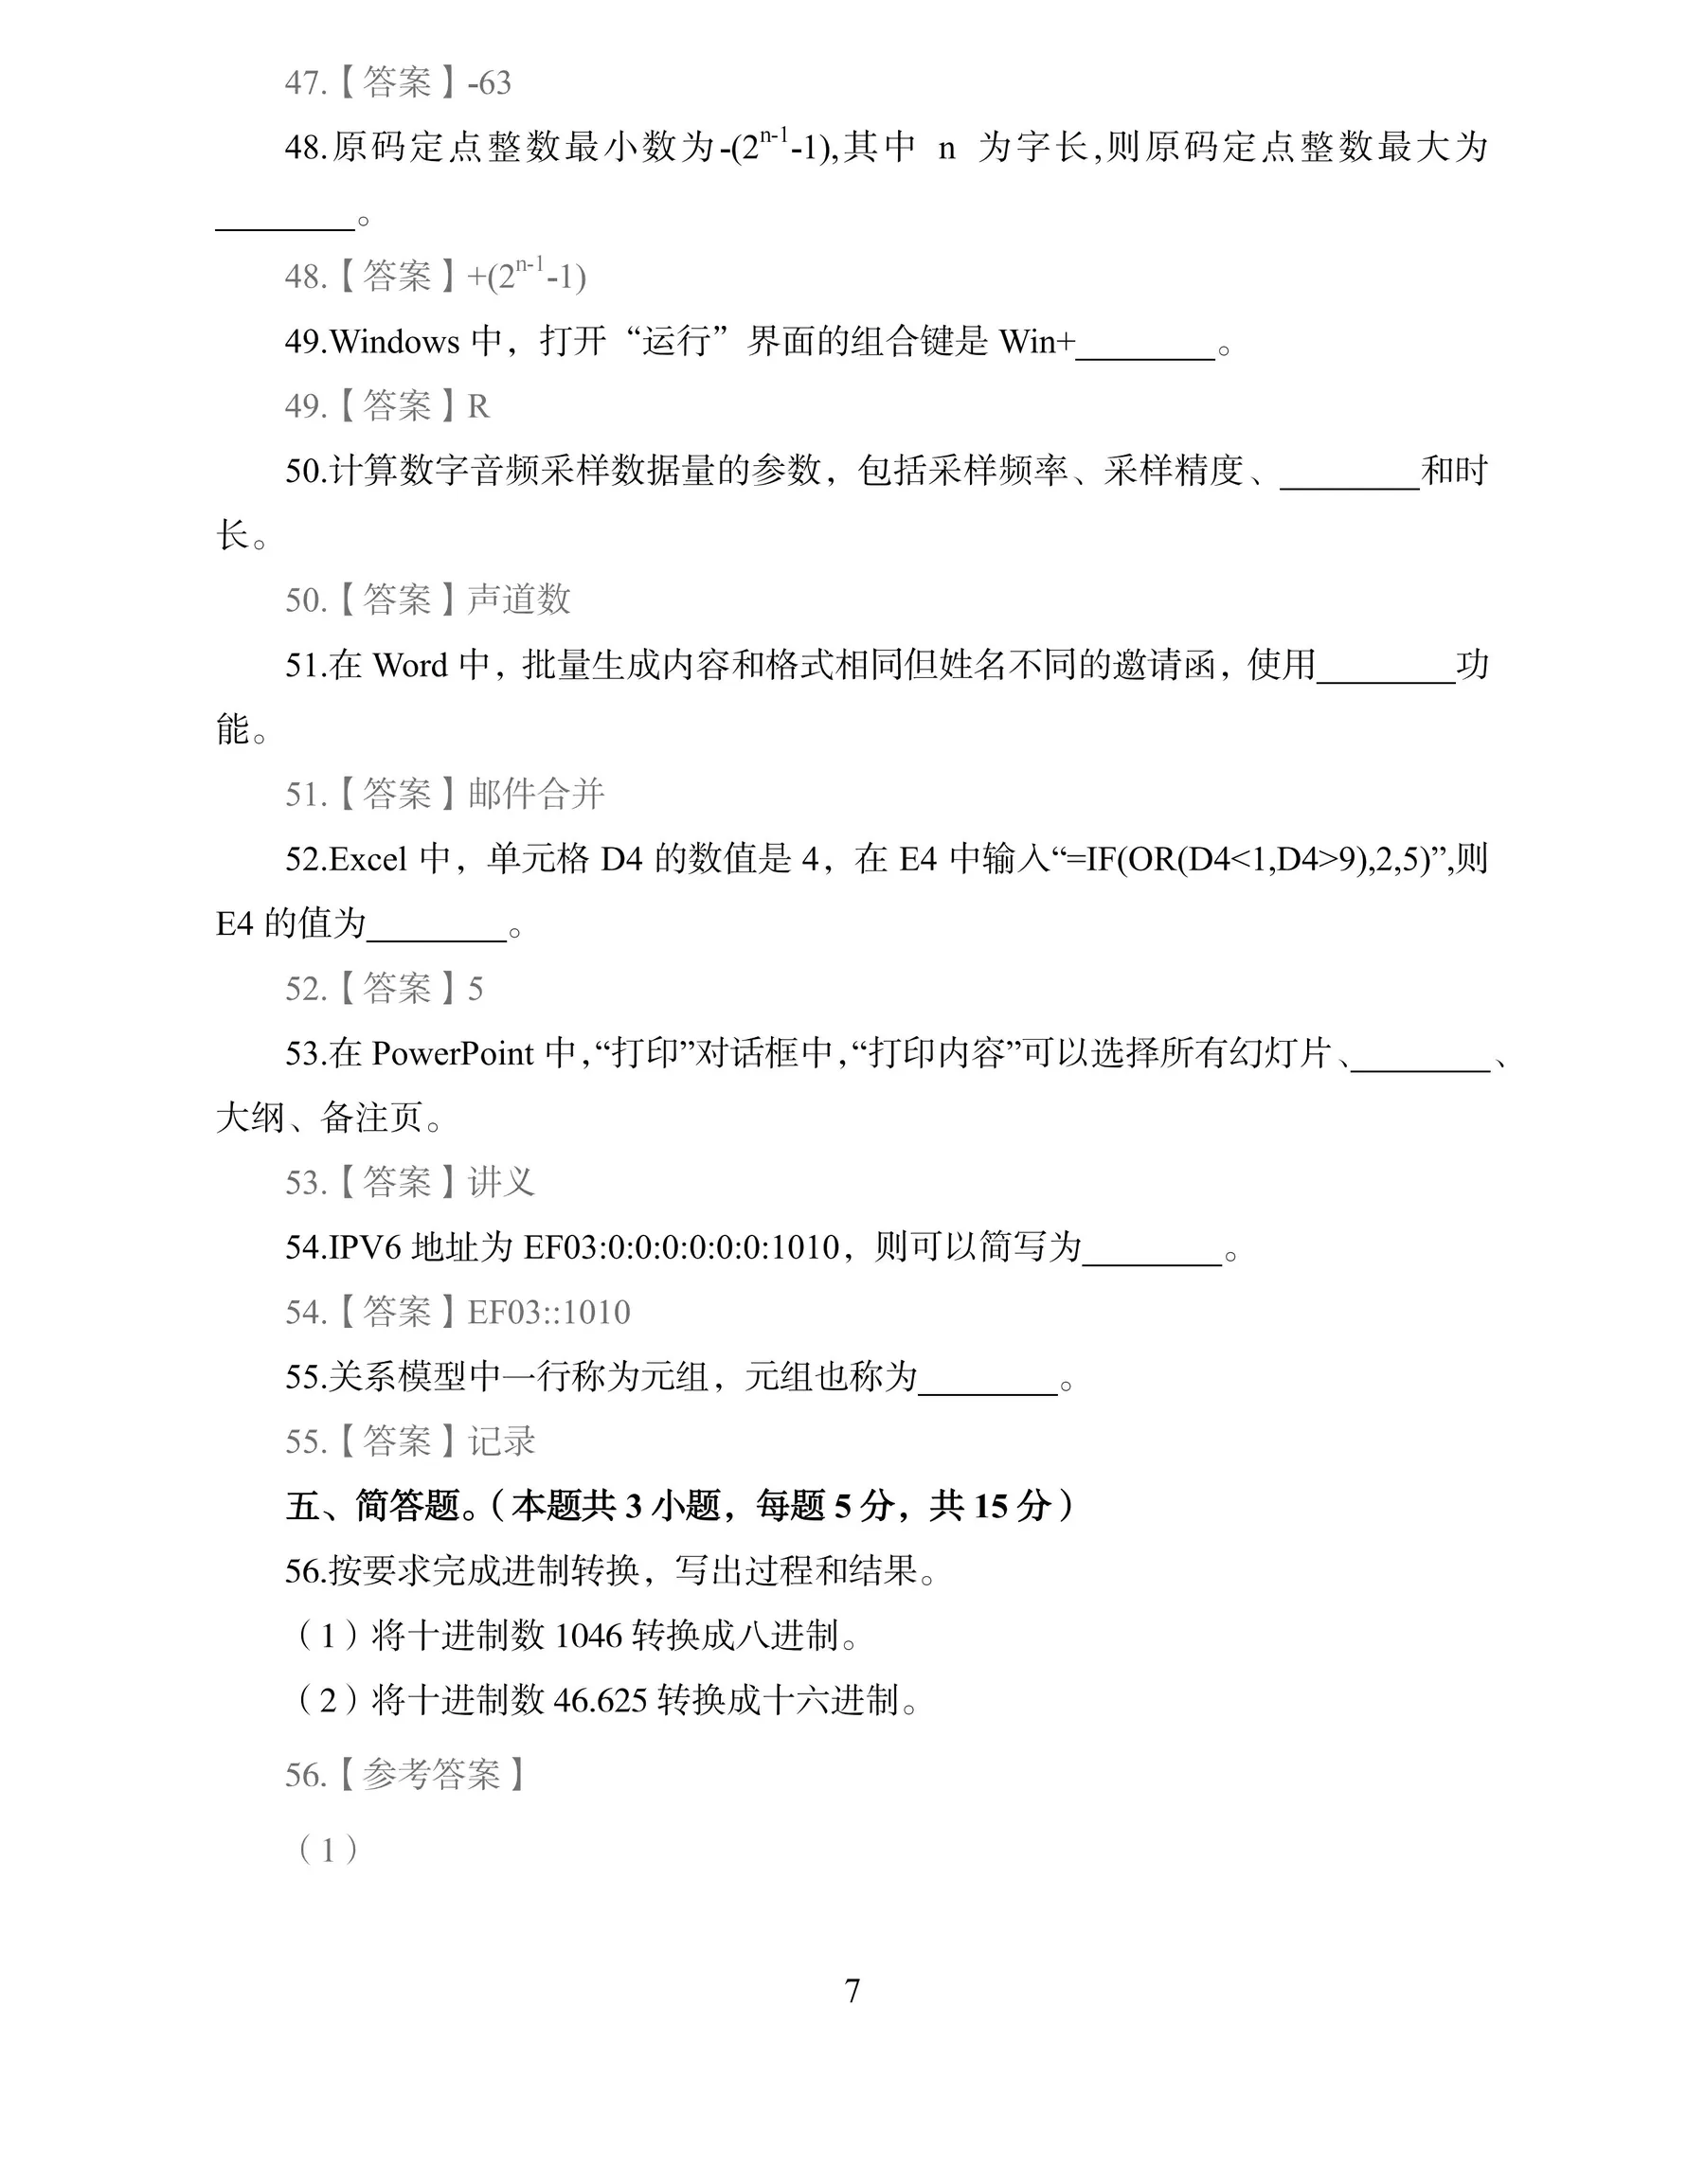 47.【答案】-63
48.原码定点整数最小数为-(2^{n-1}-1),其中 n 为字长,则原码定点整数最大为
________。
48.【答案】+(2^{n-1}-1)
49.Windows 中，打开“运行”界面的组合键是 Win+________。
49.【答案】R
50.计算数字音频采样数据量的参数，包括采样频率、采样精度、________和时
长。
50.【答案】声道数
51.在 Word 中，批量生成内容和格式相同但姓名不同的邀请函，使用________功
能。
51.【答案】邮件合并
52.Excel 中，单元格 D4 的数值是 4，在 E4 中输入“=IF(OR(D4<1,D4>9),2,5)”,则
E4 的值为________。
52.【答案】5
53.在 PowerPoint 中,“打印”对话框中,“打印内容”可以选择所有幻灯片、________、
大纲、备注页。
53.【答案】讲义
54.IPV6 地址为 EF03:0:0:0:0:0:0:1010，则可以简写为________。
54.【答案】EF03::1010
55.关系模型中一行称为元组，元组也称为________。
55.【答案】记录
五、简答题。（本题共 3 小题，每题 5 分，共 15 分）
56.按要求完成进制转换，写出过程和结果。
（1）将十进制数 1046 转换成八进制。
（2）将十进制数 46.625 转换成十六进制。
56.【参考答案】
（1）
7